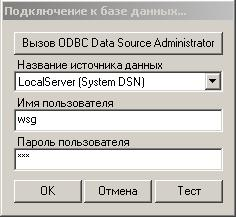 Подключение к базе данных...
Вызов ODBC Data Source Administrator
Название источника данных
LocalServer (System DSN)
Имя пользователя
wsg
Пароль пользователя
***
OK Отмена Тест